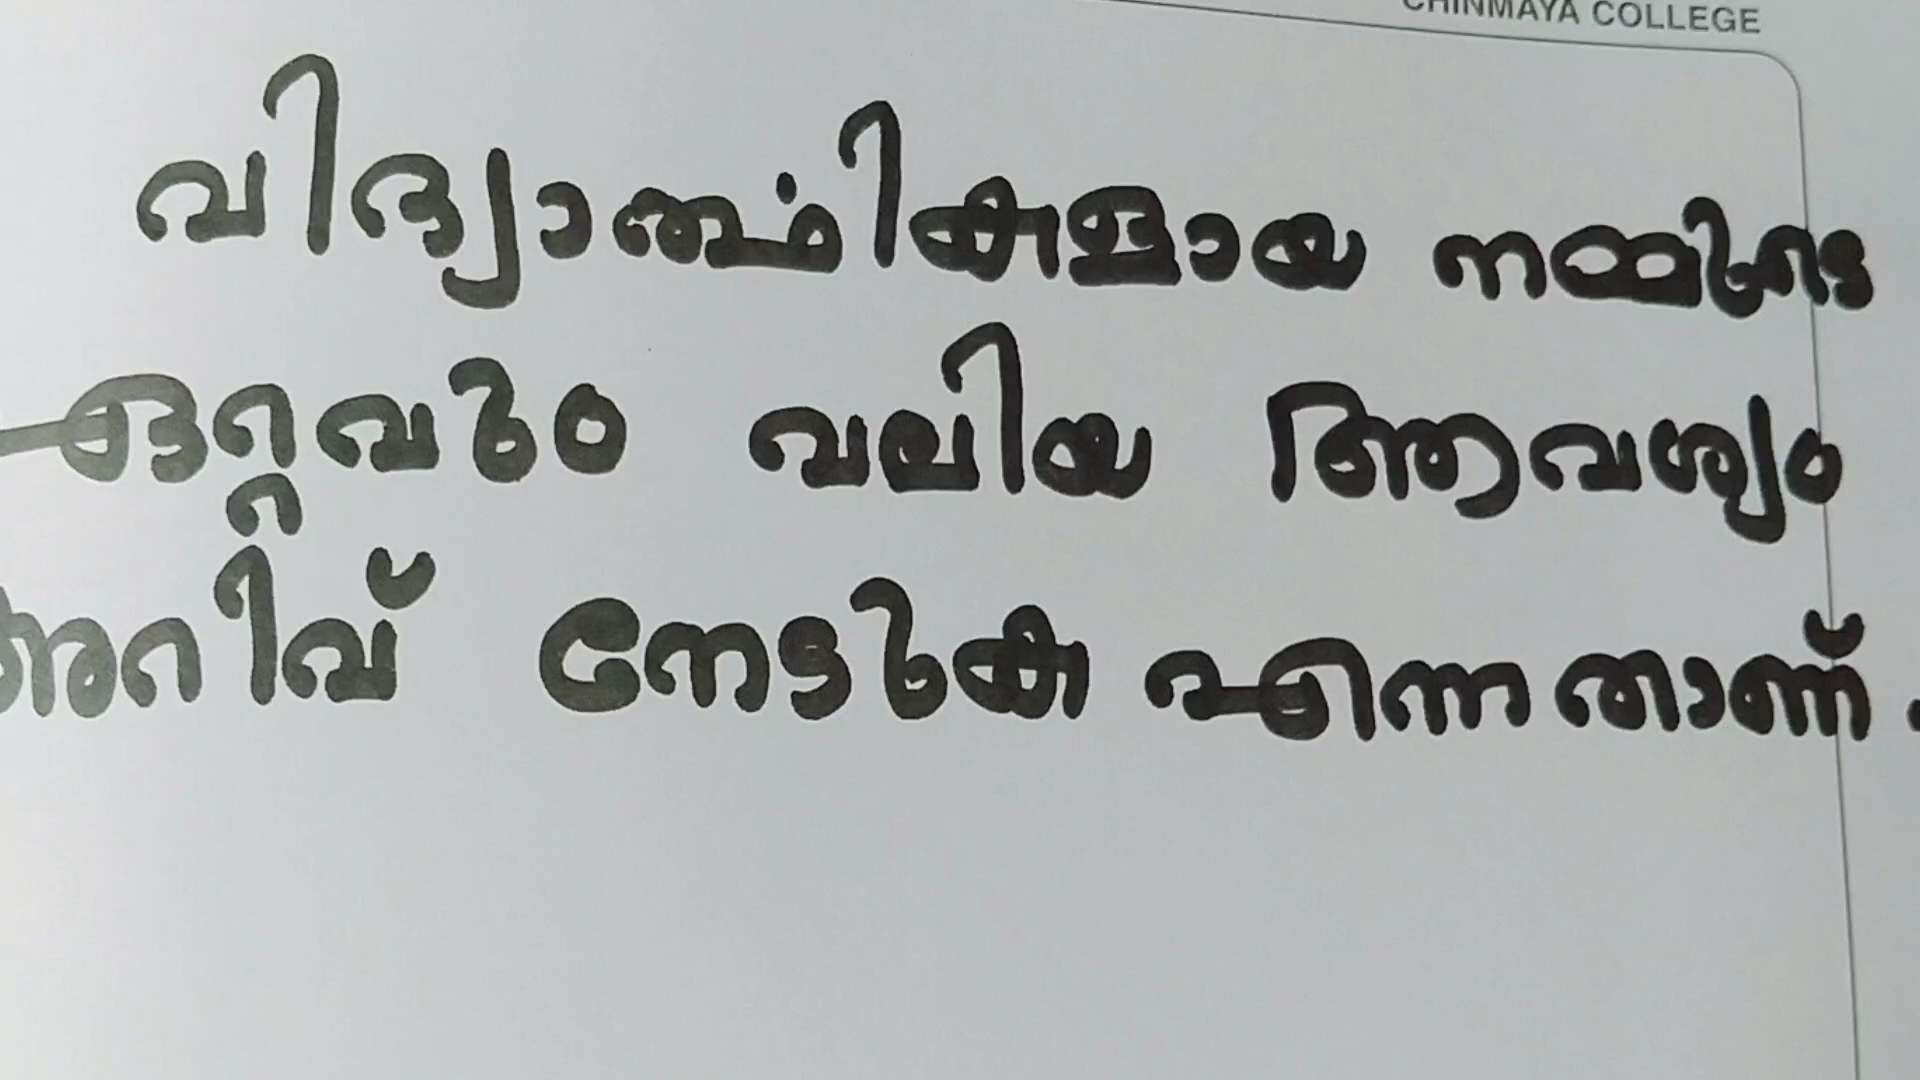 CHINMAYA COLLEGE
വിദ്യാർത്ഥികളായ നമ്മുടെ
ഏറ്റവും വലിയ ആവശ്യം
അറിവ് നേടുക എന്നതാണ്.